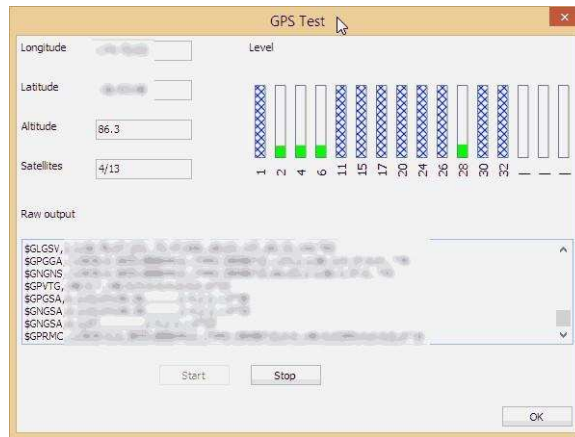 GPS Test
Longitude
Level
Latitude
Altitude
86.3
Satellites
4/13
1 2 4 6 11 15 17 20 24 26 28 30 32 — — —
Raw output
$GLGSV,
$GPGGA
$GNGNS
$GPVTG,
$GPGSA,
$GNGSA
$GNGSA
$GPRMC
Start
Stop
OK